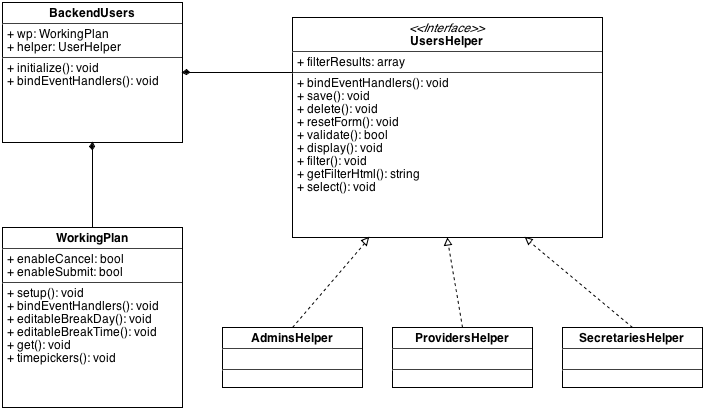 BackendUsers
+ wp: WorkingPlan
+ helper: UserHelper
+ initialize(): void
+ bindEventHandlers(): void
<<Interface>>
UsersHelper
+ filterResults: array
+ bindEventHandlers(): void
+ save(): void
+ delete(): void
+ resetForm(): void
+ validate(): bool
+ display(): void
+ filter(): void
+ getFilterHtml(): string
+ select(): void
WorkingPlan
+ enableCancel: bool
+ enableSubmit: bool
+ setup(): void
+ bindEventHandlers(): void
+ editableBreakDay(): void
+ editableBreakTime(): void
+ get(): void
+ timepickers(): void
AdminsHelper
ProvidersHelper
SecretariesHelper